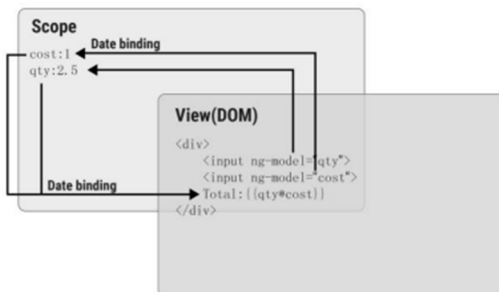 Scope
Date binding
cost:1
qty:2.5
View(DOM)
<div>
<input ng-model="qty">
<input ng-model="cost">
Date binding
Total:{{qty*cost}}
</div>